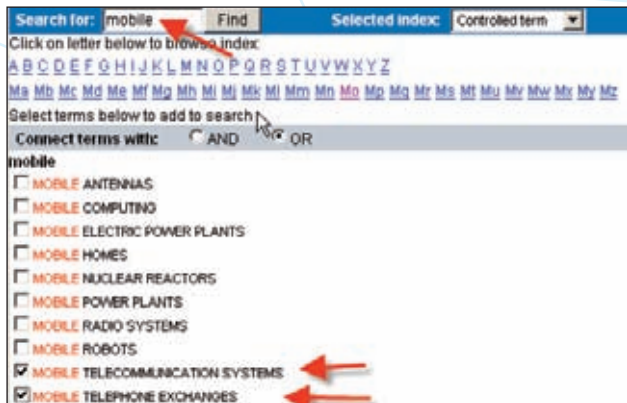 Search for: mobile Find Selected index: Controlled term
Click on letter below to browse index
A B C D E F G H I J K L M N O P Q R S T U V W X Y Z
Ma Mb Mc Md Me Mf Mg Mh Mi Mj Mk Ml Mm Mn Mo Mp Mq Mr Ms Mt Mu Mv Mw Mx My Mz
Select terms below to add to search
Connect terms with: AND OR
mobile
MOBILE ANTENNAS
MOBILE COMPUTING
MOBILE ELECTRIC POWER PLANTS
MOBILE HOMES
MOBILE NUCLEAR REACTORS
MOBILE POWER PLANTS
MOBILE RADIO SYSTEMS
MOBILE ROBOTS
MOBILE TELECOMMUNICATION SYSTEMS
MOBILE TELEPHONE EXCHANGES